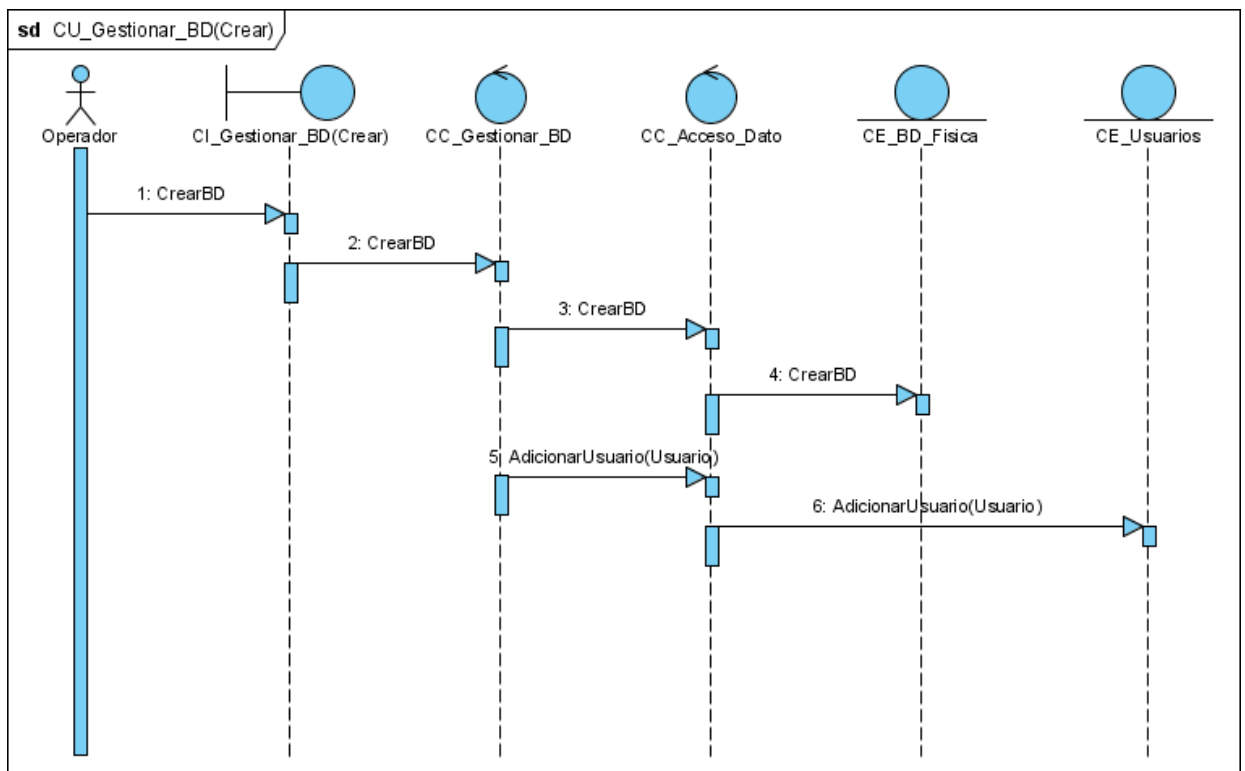 sd CU_Gestionar_BD(Crear)
Operador
CI_Gestionar_BD(Crear)
CC_Gestionar_BD
CC_Acceso_Dato
CE_BD_Fisica
CE_Usuarios
1: CrearBD
2: CrearBD
3: CrearBD
4: CrearBD
5: AdicionarUsuario(Usuario)
6: AdicionarUsuario(Usuario)